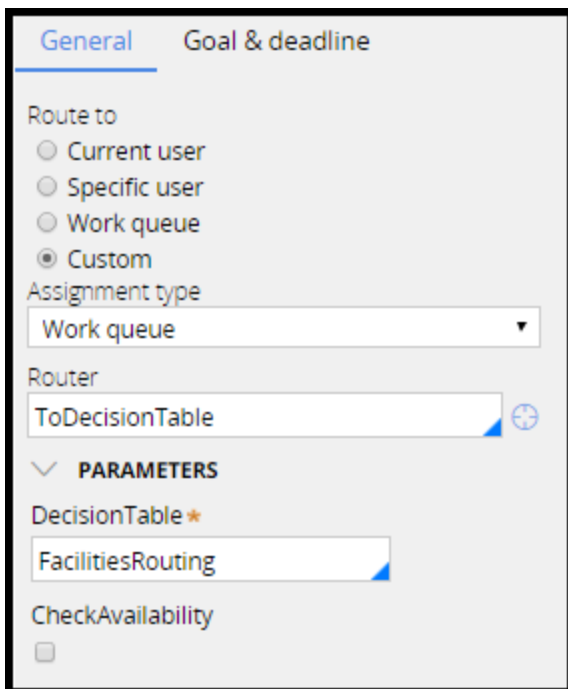 General Goal & deadline
Route to
Current user
Specific user
Work queue
Custom
Assignment type
Work queue
Router
ToDecisionTable
PARAMETERS
DecisionTable*
FacilitiesRouting
CheckAvailability